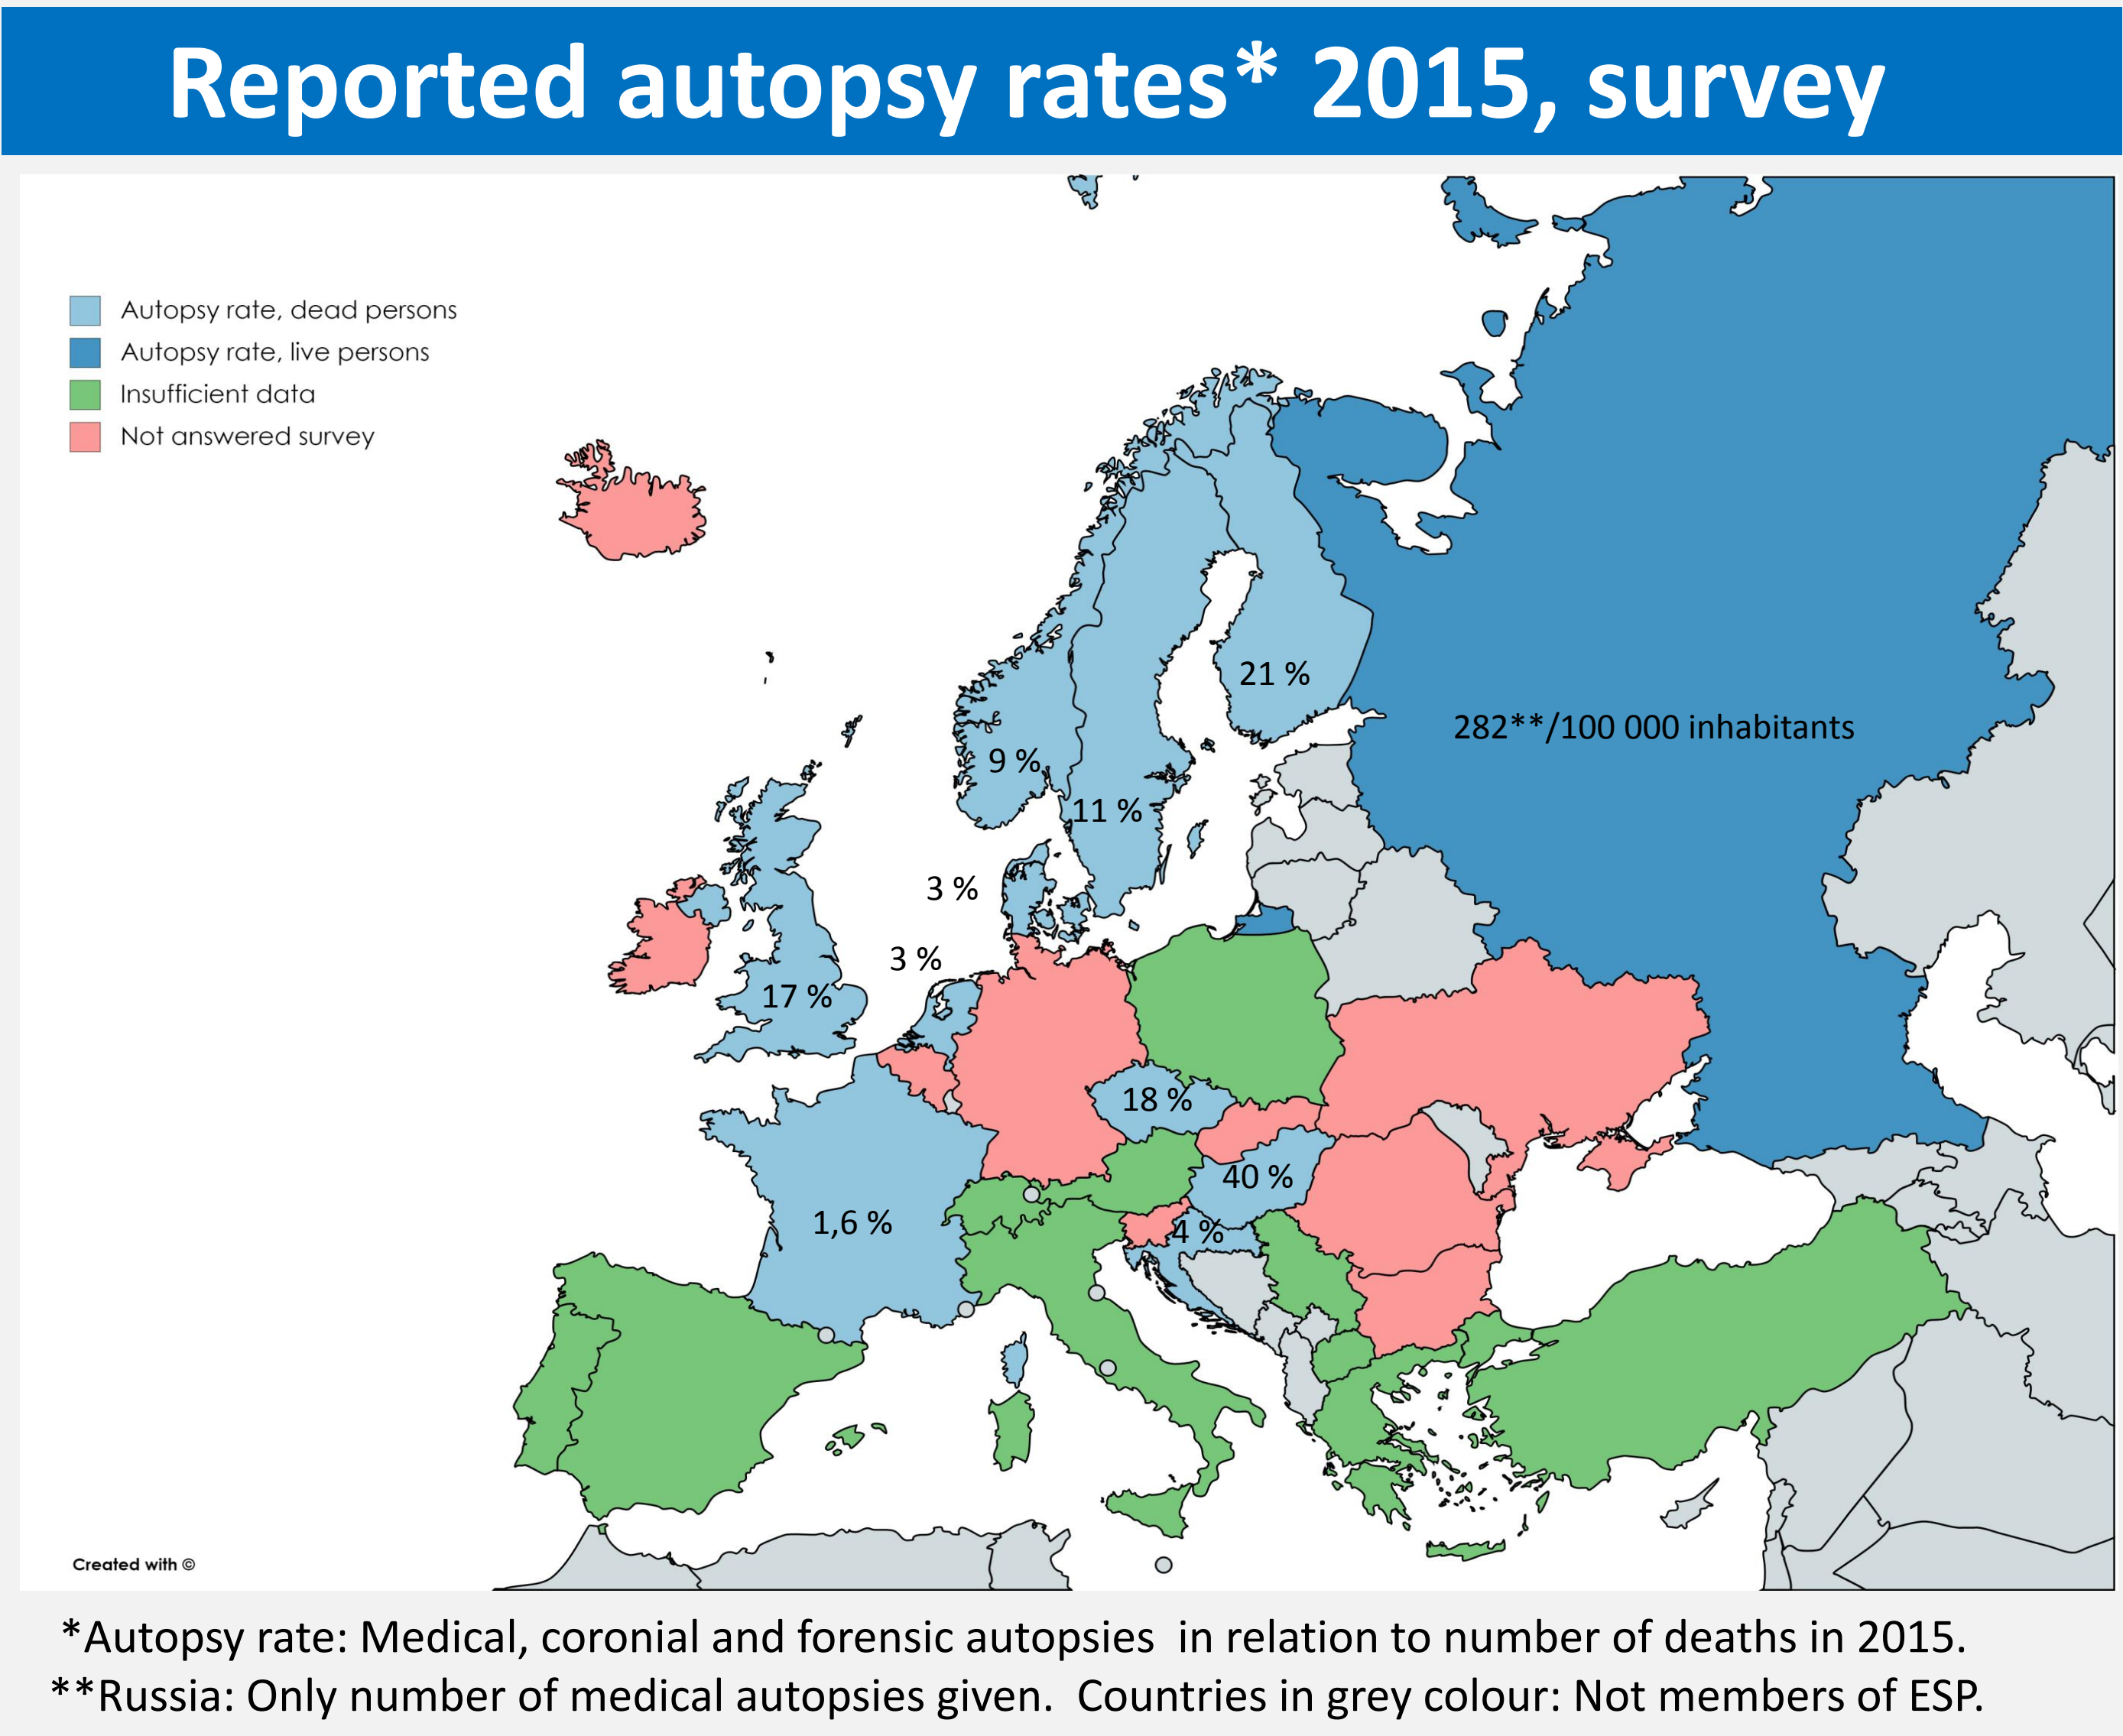 Reported autopsy rates* 2015, survey
Autopsy rate, dead persons
Autopsy rate, live persons
Insufficient data
Not answered survey
21 %
282**/100 000 inhabitants
9 %
11 %
3 %
3 %
17 %
18 %
40 %
1,6 %
4 %
Created with ©
*Autopsy rate: Medical, coronial and forensic autopsies in relation to number of deaths in 2015.
**Russia: Only number of medical autopsies given. Countries in grey colour: Not members of ESP.